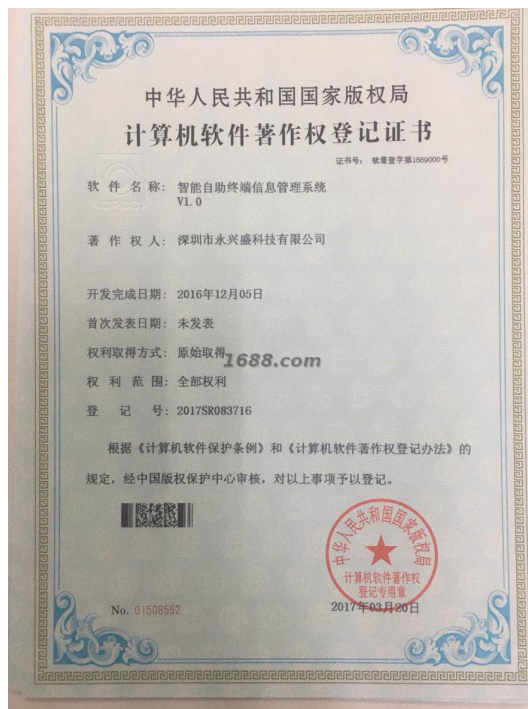 中华人民共和国国家版权局
计算机软件著作权登记证书
证书号： 软著登字第1669000号
软件名称： 智能自助终端信息管理系统
V1.0
著作权人： 深圳市永兴盛科技有限公司
开发完成日期： 2016年12月05日
首次发表日期： 未发表
权利取得方式： 原始取得
1688.com
权利范围： 全部权利
登记号： 2017SR083716
根据《计算机软件保护条例》和《计算机软件著作权登记办法》的
规定，经中国版权保护中心审核，对以上事项予以登记。
中华人民共和国国家版权局
计算机软件著作权
登记专用章
No. 01508582
2017年03月20日